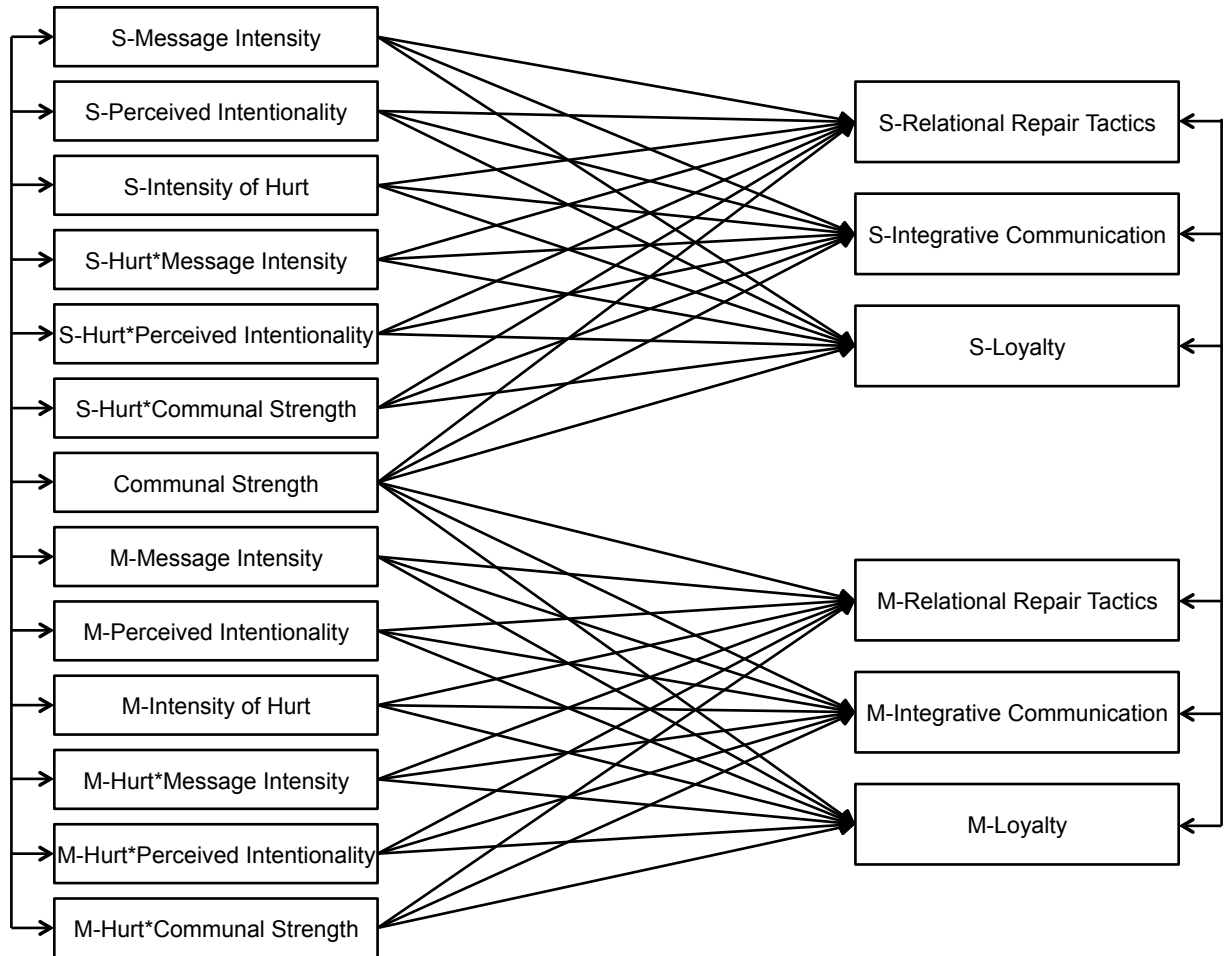 S-Message Intensity
S-Perceived Intentionality
S-Intensity of Hurt
S-Hurt*Message Intensity
S-Hurt*Perceived Intentionality
S-Hurt*Communal Strength
Communal Strength
M-Message Intensity
M-Perceived Intentionality
M-Intensity of Hurt
M-Hurt*Message Intensity
M-Hurt*Perceived Intentionality
M-Hurt*Communal Strength
S-Relational Repair Tactics
S-Integrative Communication
S-Loyalty
M-Relational Repair Tactics
M-Integrative Communication
M-Loyalty